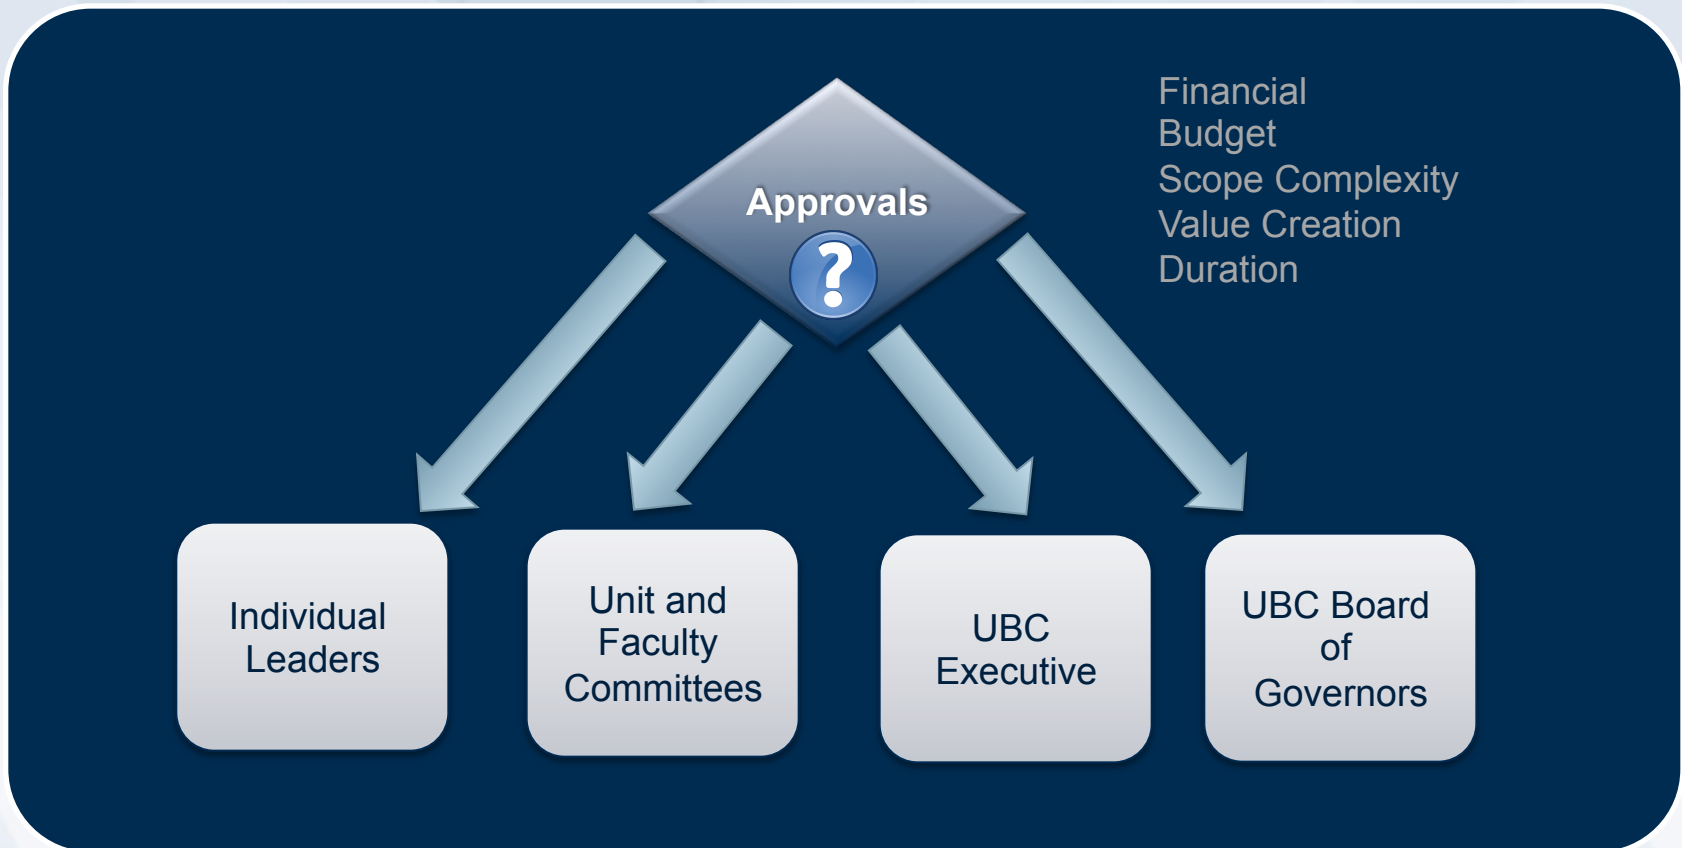 Financial
Budget
Scope Complexity
Value Creation
Duration
Approvals
?
Individual
Leaders
Unit and
Faculty
Committees
UBC
Executive
UBC Board
of
Governors